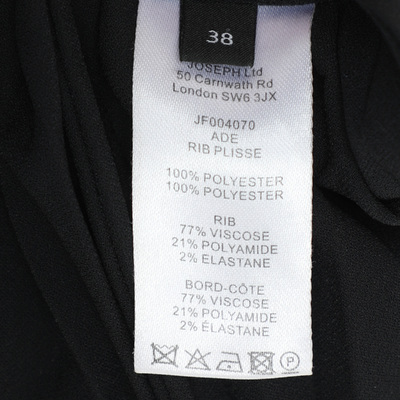 38
JOSEPH Ltd
50 Carnwath Rd
London SW6 3JX
JF004070
ADE
RIB PLISSE
100% POLYESTER
100% POLYESTER
RIB
77% VISCOSE
21% POLYAMIDE
2% ELASTANE
BORD-CÔTE
77% VISCOSE
21% POLYAMIDE
2% ÉLASTANE
P